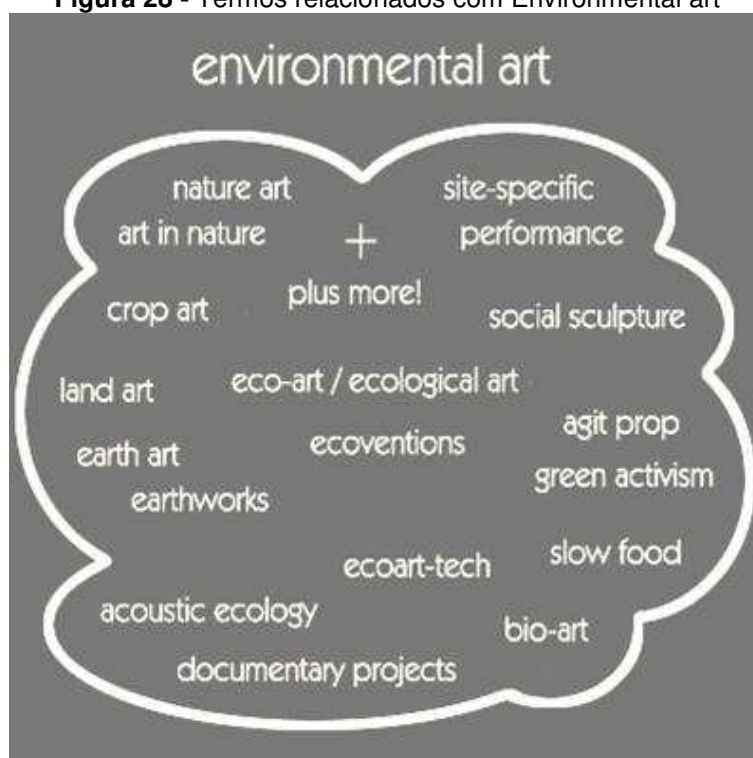 Figura 28 - Termos relacionados com Environmental art
environmental art
nature art
site-specific
art in nature
+
performance
plus more!
crop art
social sculpture
land art
eco-art / ecological art
agit prop
earth art
ecoventions
green activism
earthworks
slow food
ecoart-tech
acoustic ecology
bio-art
documentary projects